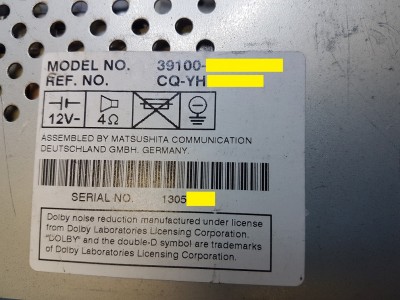 MODEL NO. 39100-
REF. NO. CQ-YH
12V- 4Ω
ASSEMBLED BY MATSUSHITA COMMUNICATION
DEUTSCHLAND GMBH. GERMANY.
SERIAL NO. 1305
Dolby noise reduction manufactured under license
from Dolby Laboratories Licensing Corporation.
"DOLBY" and the double-D symbol are trademarks
of Dolby Laboratories Licensing Corporation.